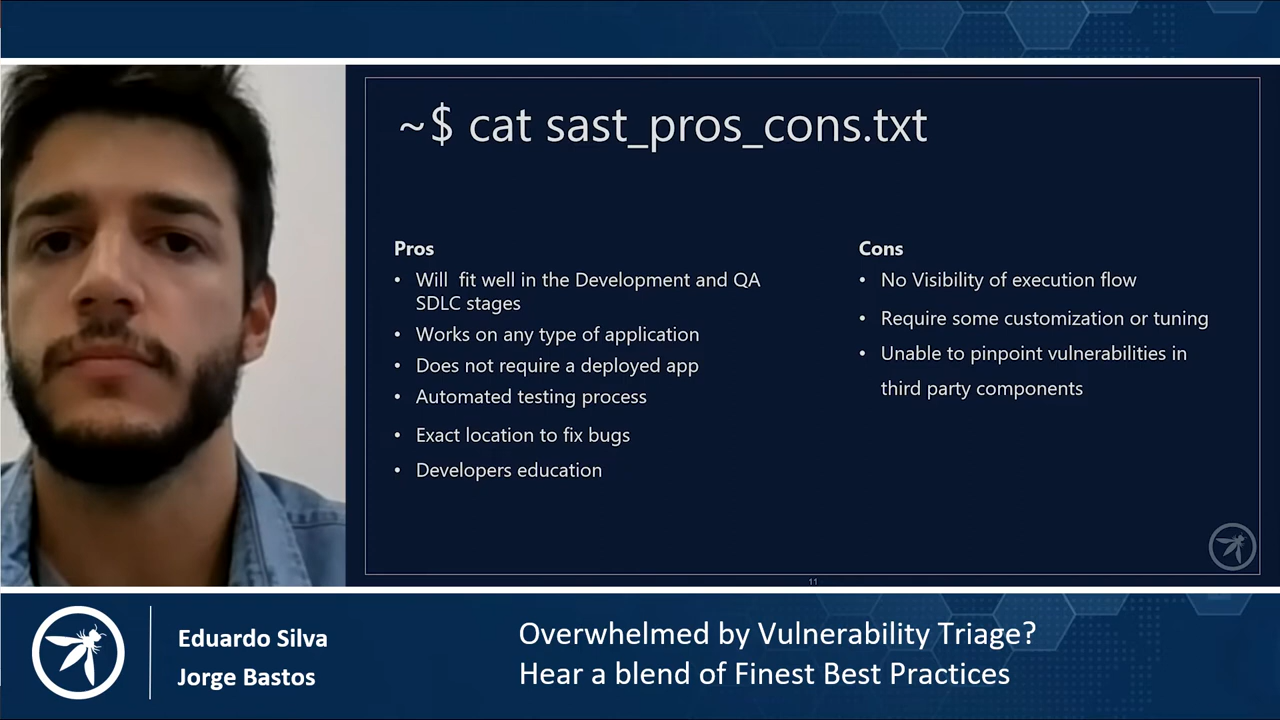 ~$ cat sast_pros_cons.txt
Pros
• Will  fit well in the Development and QA
SDLC stages
• Works on any type of application
• Does not require a deployed app
• Automated testing process
• Exact location to fix bugs
• Developers education
Cons
• No Visibility of execution flow
• Require some customization or tuning
• Unable to pinpoint vulnerabilities in
third party components
11
Eduardo Silva
Jorge Bastos
Overwhelmed by Vulnerability Triage?
Hear a blend of Finest Best Practices